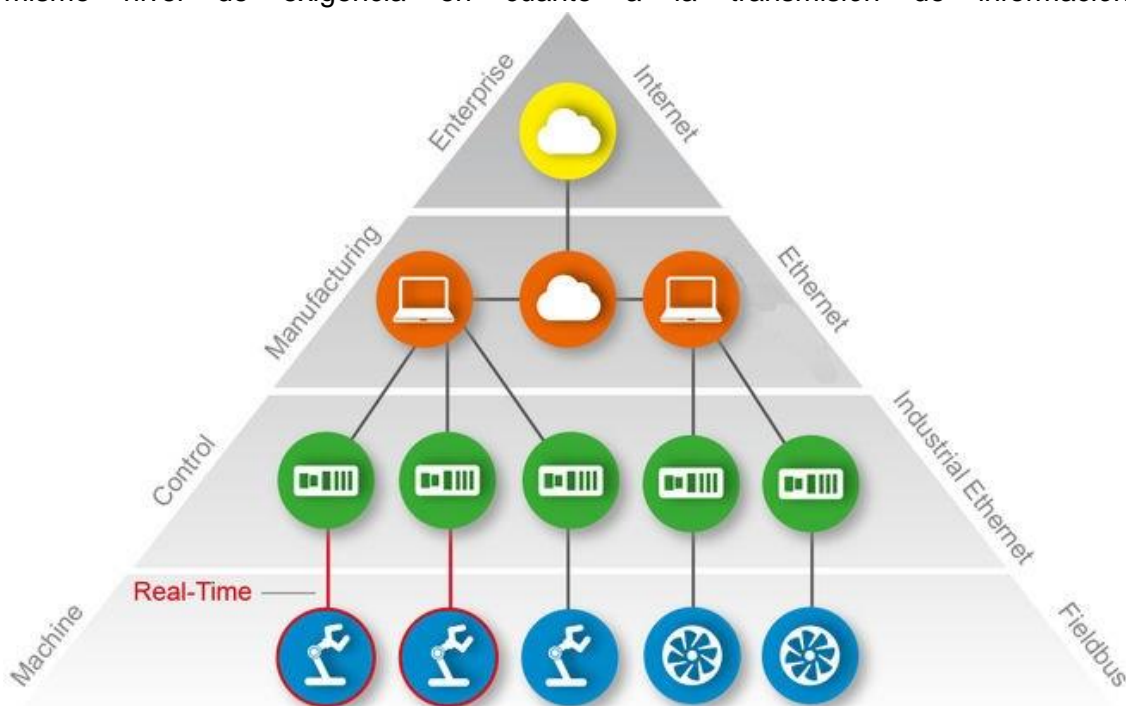 mismo nivel de exigencia en cuanto a la transmisión de información
Enterprise
Internet
Manufacturing
Ethernet
Control
Industrial Ethernet
Real-Time
Machine
Fieldbus